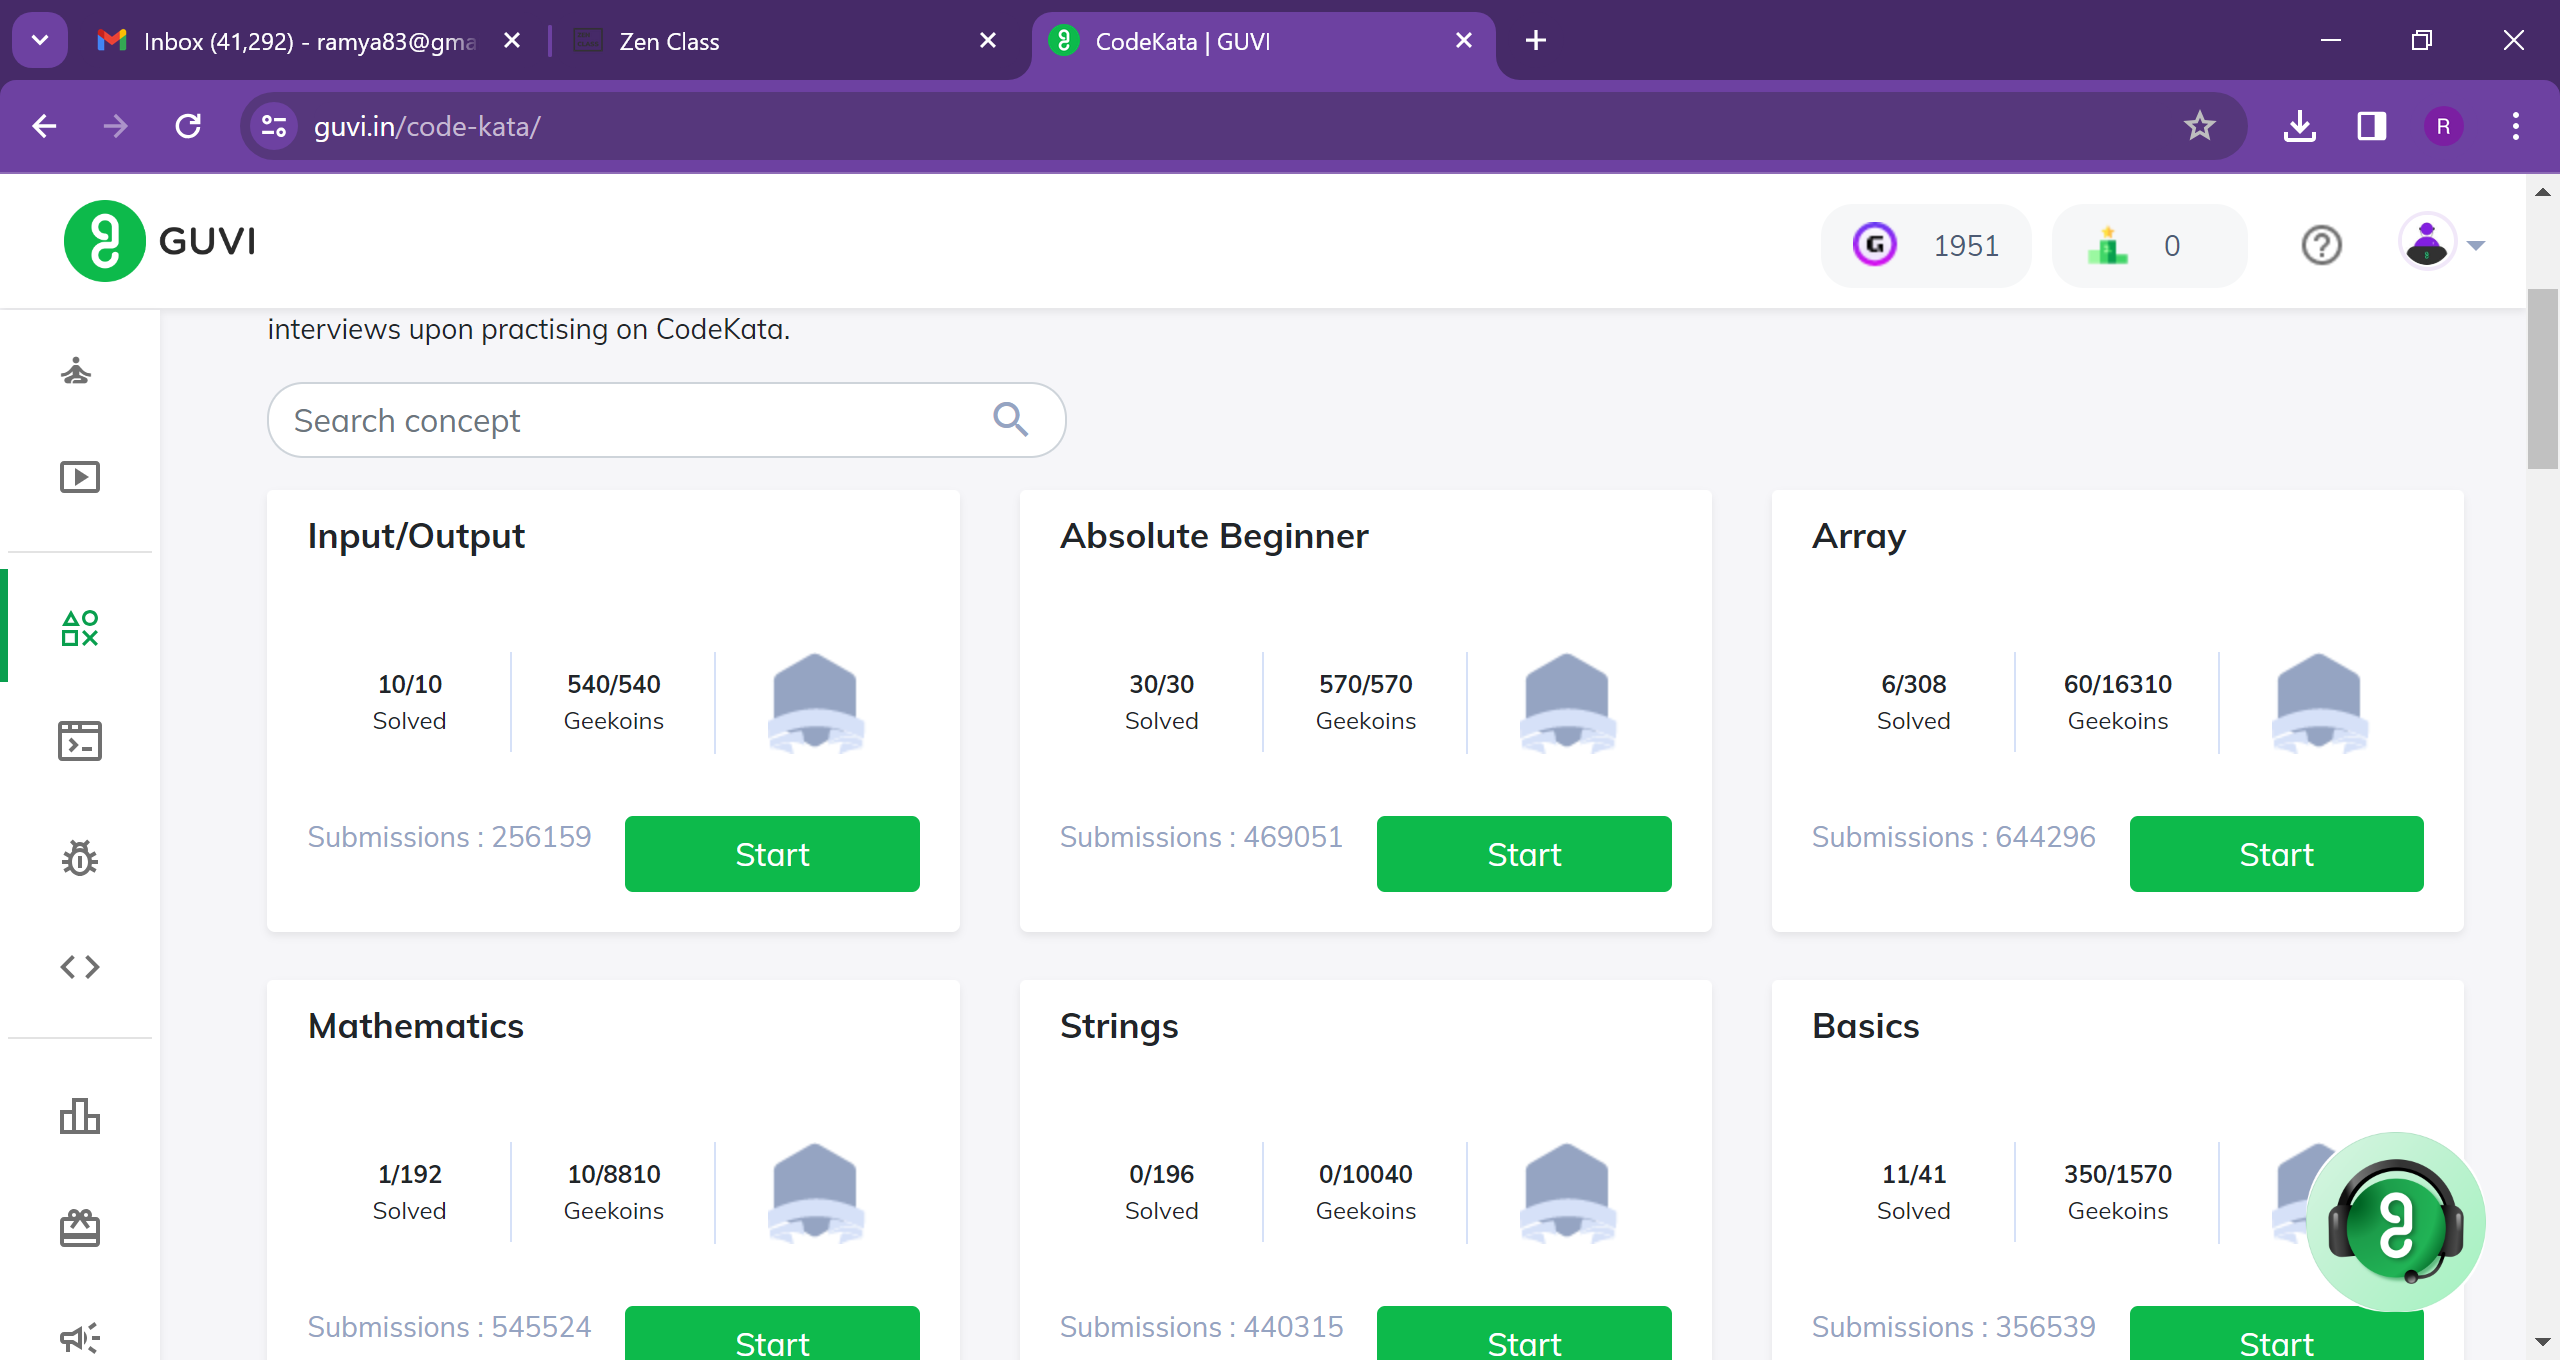 Inbox (41,292) - ramya83@gma
Zen Class
CodeKata | GUVI
guvi.in/code-kata/
R
GUVI
1951
0
interviews upon practising on CodeKata.
Search concept
Input/Output
Absolute Beginner
Array
10/10
540/540
30/30
570/570
6/308
60/16310
Solved
Geekoins
Solved
Geekoins
Solved
Geekoins
Submissions : 256159
Start
Submissions : 469051
Start
Submissions : 644296
Start
Mathematics
Strings
Basics
1/192
10/8810
0/196
0/10040
11/41
350/1570
Solved
Geekoins
Solved
Geekoins
Solved
Geekoins
Submissions : 545524
Start
Submissions : 440315
Start
Submissions : 356539
Start